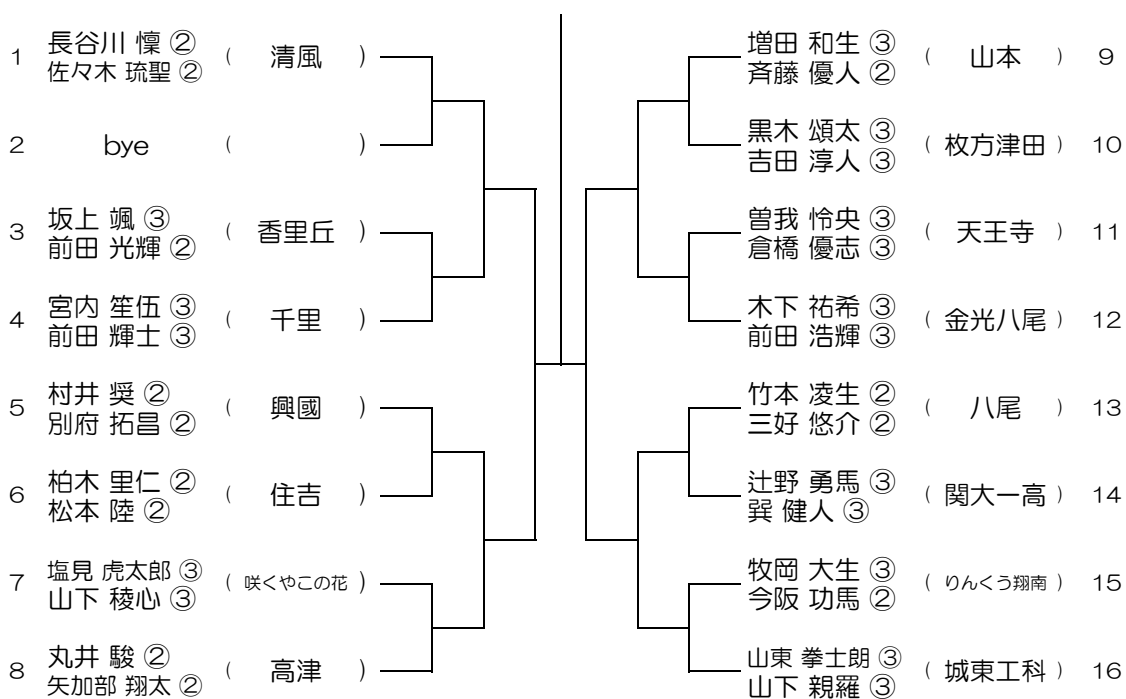 1 長谷川 懍 ② 佐々木 琉聖 ② ( 清風 )
2 bye ( )
3 坂上 颯 ③ 前田 光輝 ② ( 香里丘 )
4 宮内 笙伍 ③ 前田 輝士 ③ ( 千里 )
5 村井 奨 ② 別府 拓昌 ② ( 興國 )
6 柏木 里仁 ② 松本 陸 ② ( 住吉 )
7 塩見 虎太郎 ③ 山下 稜心 ③ ( 咲くやこの花 )
8 丸井 駿 ② 矢加部 翔太 ② ( 高津 )
増田 和生 ③ 斉藤 優人 ② ( 山本 ) 9
黒木 頌太 ③ 吉田 淳人 ③ ( 枚方津田 ) 10
曽我 怜央 ③ 倉橋 優志 ③ ( 天王寺 ) 11
木下 祐希 ③ 前田 浩輝 ③ ( 金光八尾 ) 12
竹本 凌生 ② 三好 悠介 ② ( 八尾 ) 13
辻野 勇馬 ③ 巽 健人 ③ ( 関大一高 ) 14
牧岡 大生 ③ 今阪 功馬 ② ( りんくう翔南 ) 15
山東 拳士朗 ③ 山下 親羅 ③ ( 城東工科 ) 16